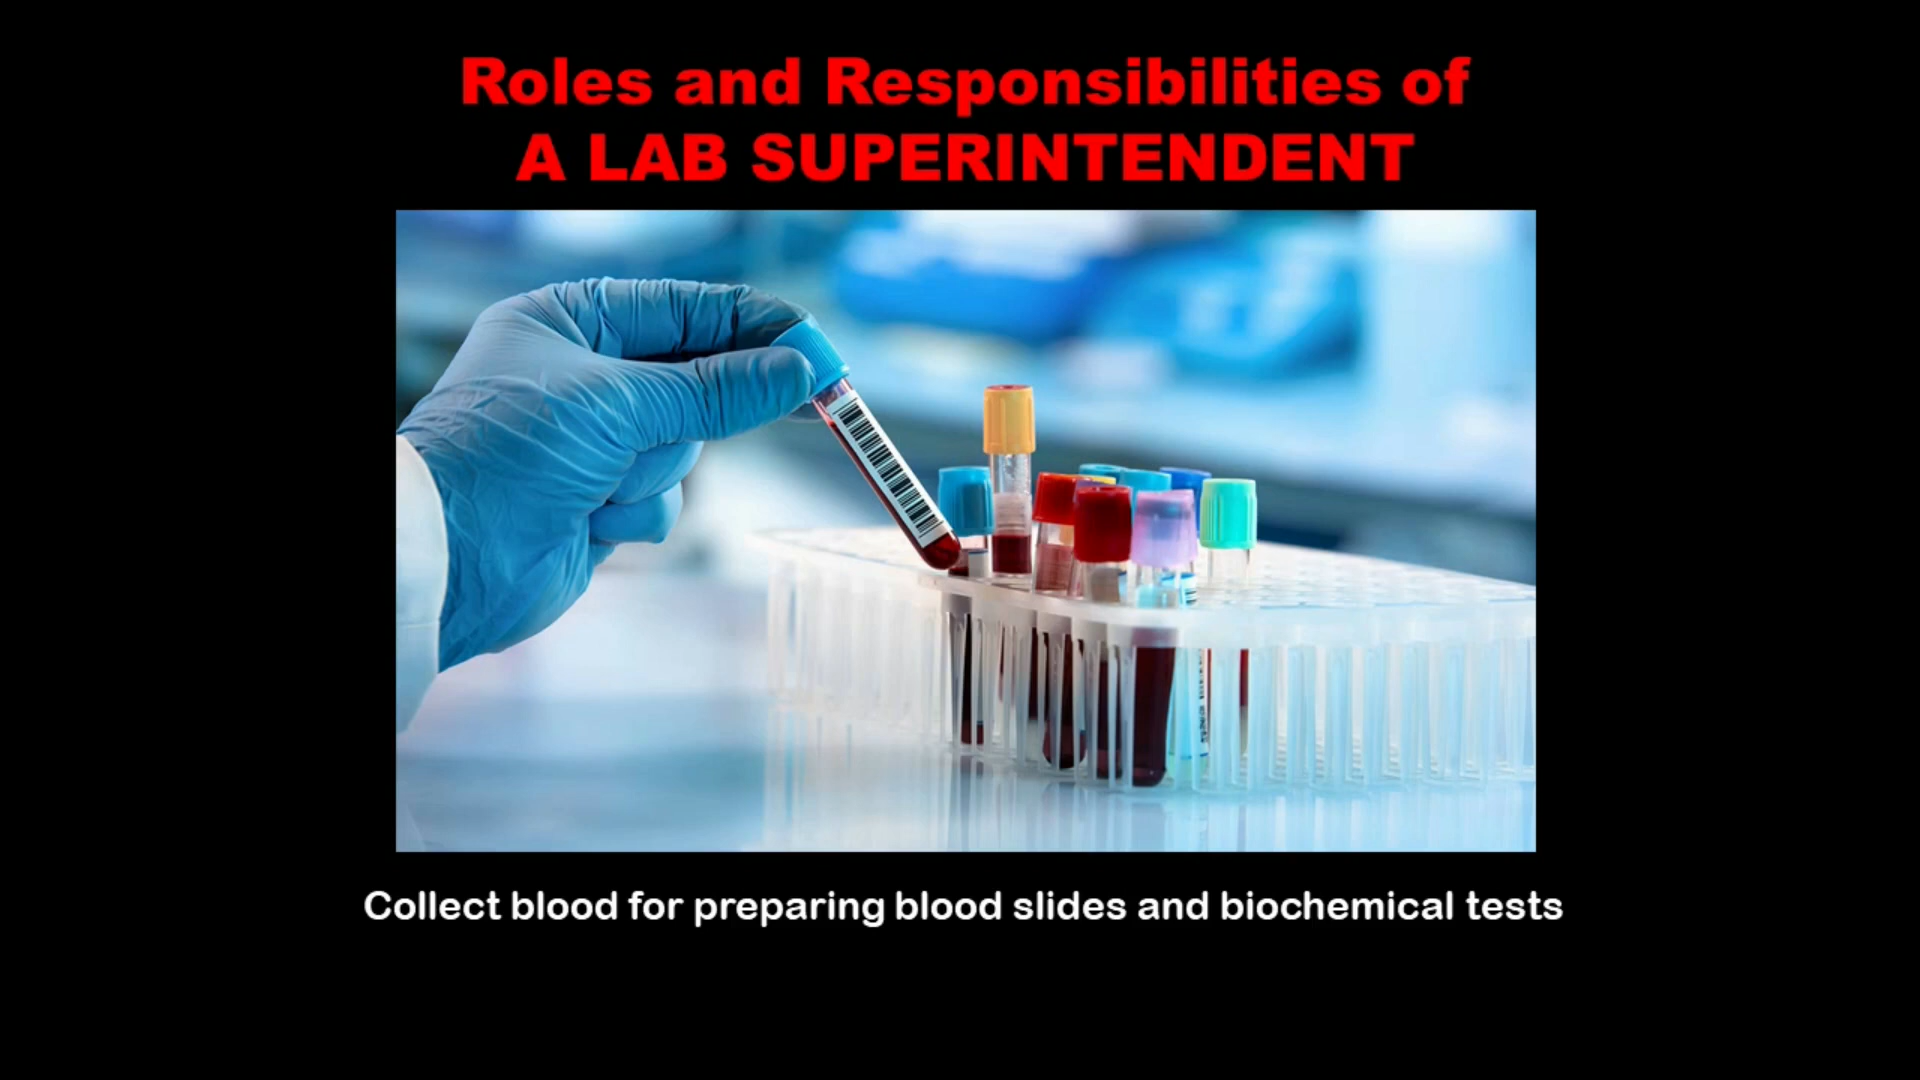 Roles and Responsibilities of
A LAB SUPERINTENDENT
Collect blood for preparing blood slides and biochemical tests